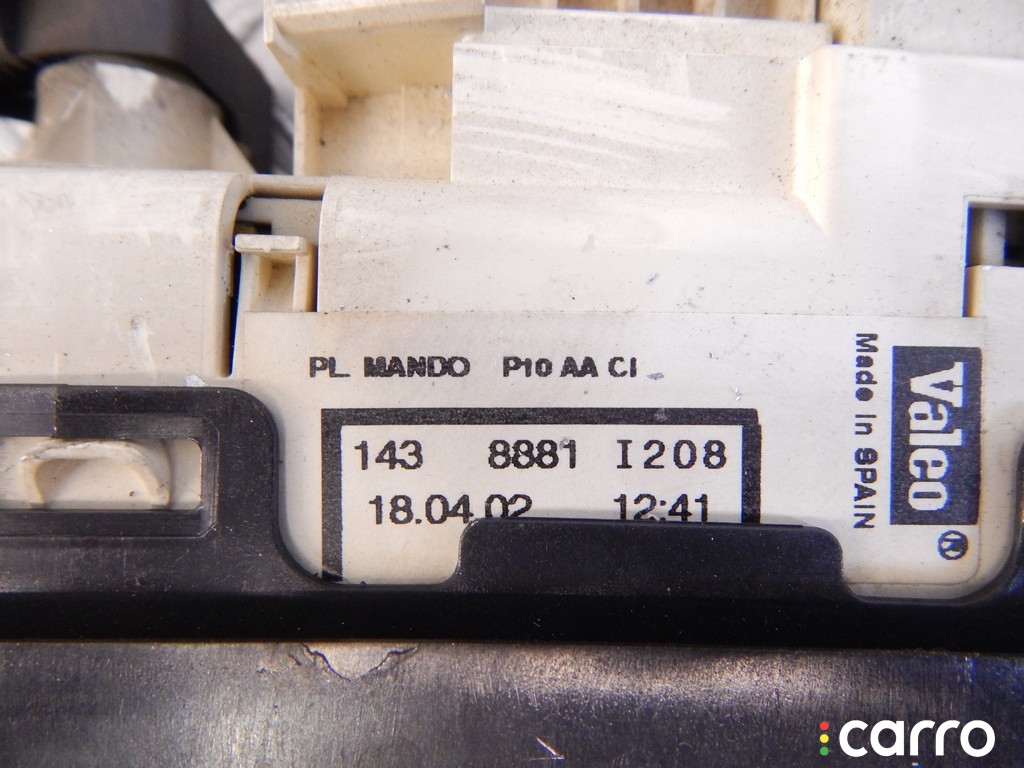 PL. MANDO P10 AA CI
143 8881 I208
18.04.02 12:41
Made In SPAIN
Valeo
®
carro